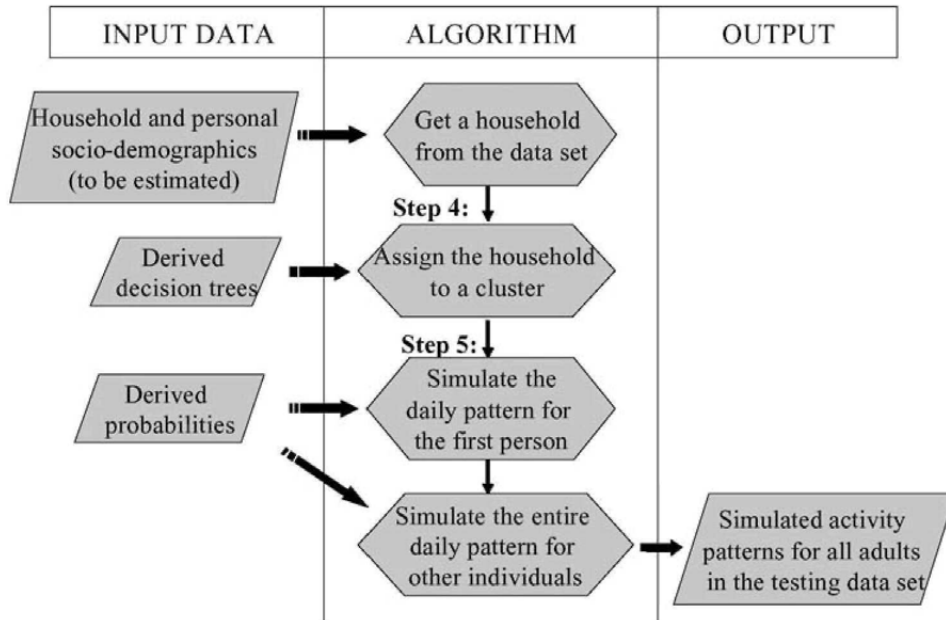 INPUT DATA
ALGORITHM
OUTPUT
Household and personal
socio-demographics
(to be estimated)
Get a household
from the data set
Step 4:
Derived
decision trees
Assign the household
to a cluster
Step 5:
Derived
probabilities
Simulate the
daily pattern for
the first person
Simulate the entire
daily pattern for
other individuals
Simulated activity
patterns for all adults
in the testing data set